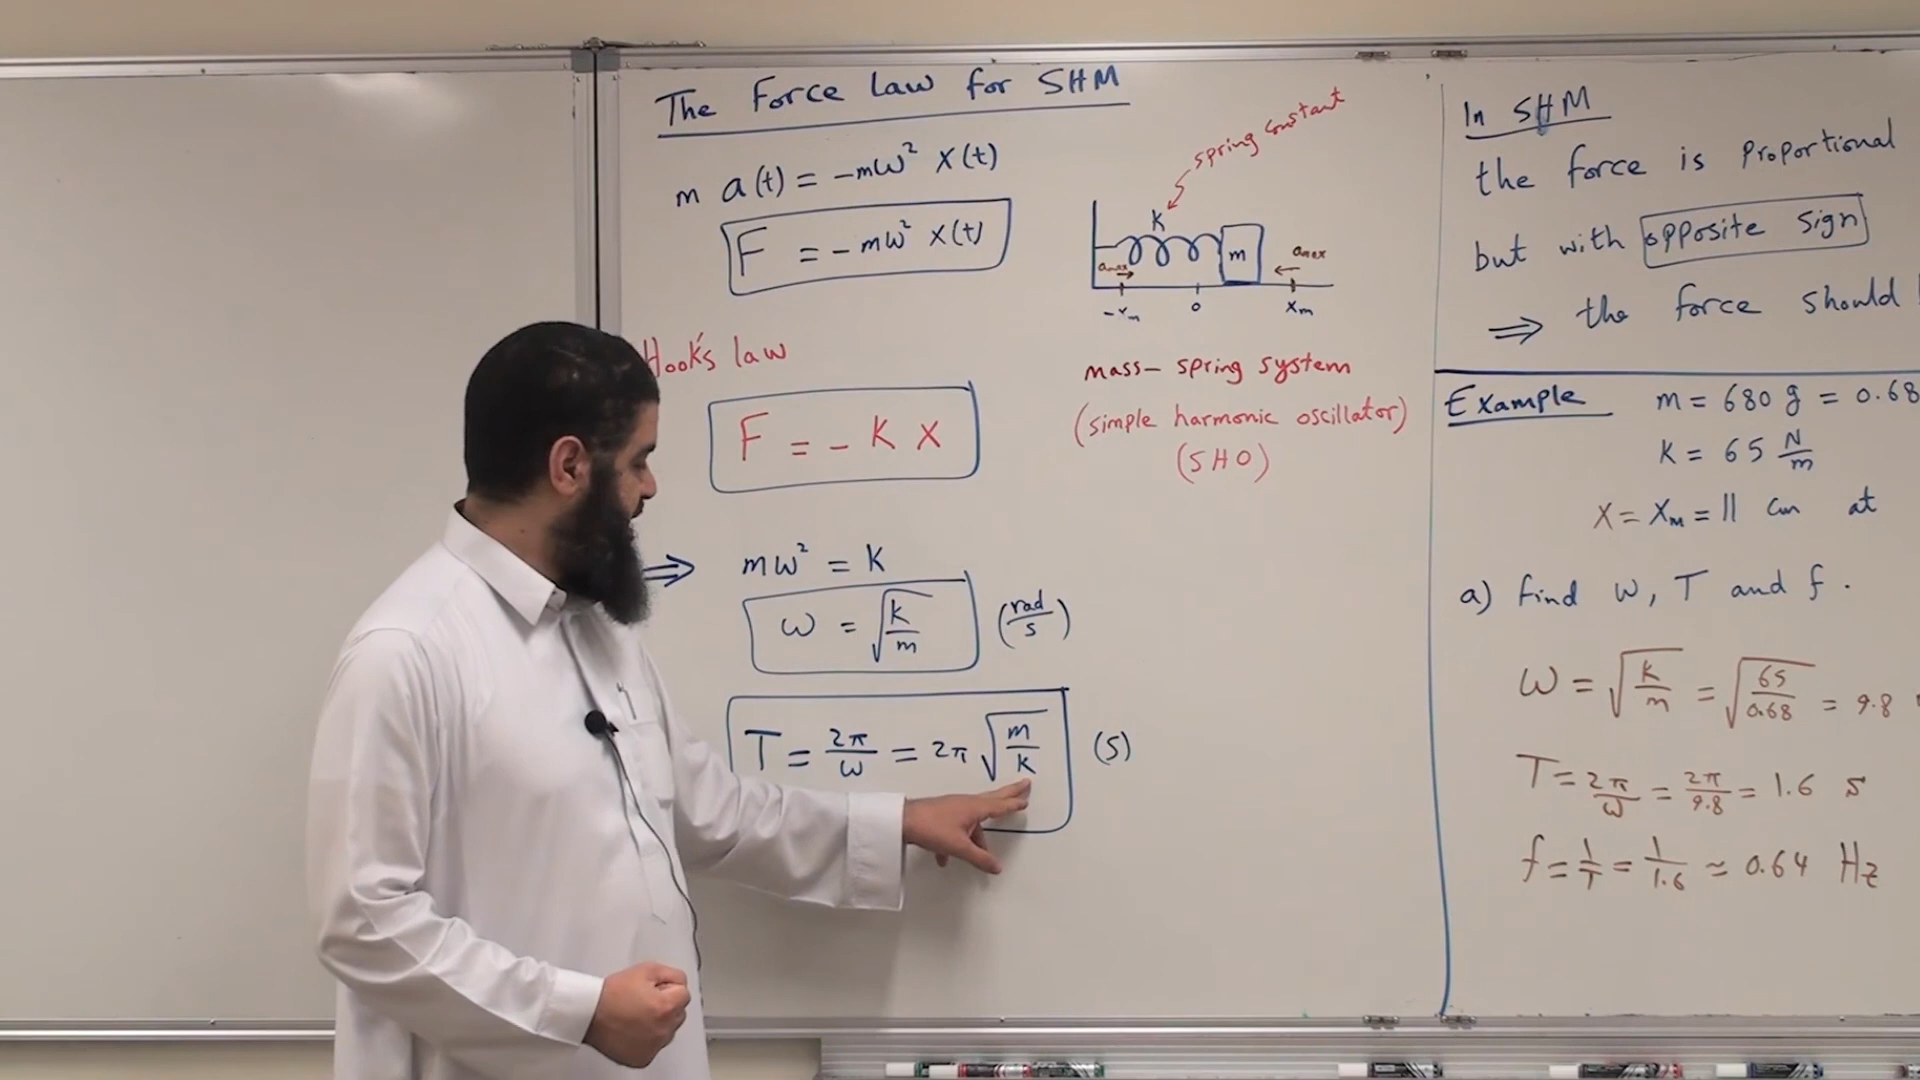 The Force Law for SHM
m a(t) = -mω² x(t)
F = -mω² x(t)
Hook's law
F = - K x
⇒ mω² = K
ω = √(k/m) (rad/s)
T = 2π/ω = 2π √(m/k) (s)
spring constant
K
m
amax
amax
-xm 0 xm
mass- spring system
(simple harmonic oscillator)
(SHO)
In SHM
the force is proportional
but with opposite sign
⇒ the force should
Example m = 680 g = 0.68
K = 65 N/m
x = xm = 11 cm at
a) find ω, T and f.
ω = √(k/m) = √(65/0.68) = 9.8
T = 2π/ω = 2π/9.8 = 1.6 s
f = 1/T = 1/1.6 ≈ 0.64 Hz